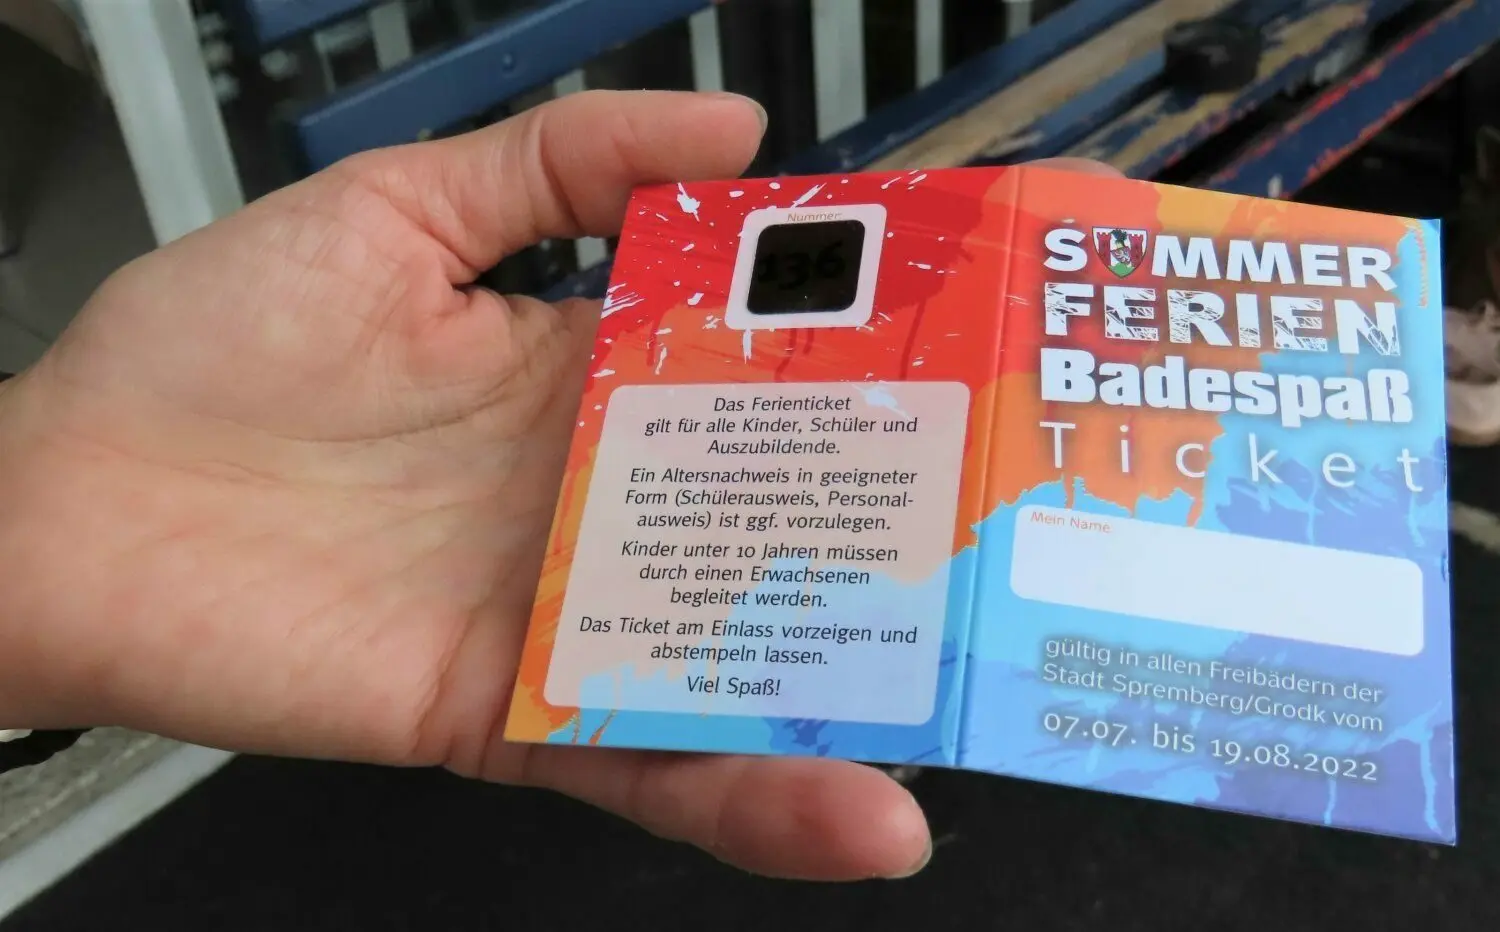 Nummer
136
Das Ferienticket
gilt für alle Kinder, Schüler und
Auszubildende.
Ein Altersnachweis in geeigneter
Form (Schülerausweis, Personal-
ausweis) ist ggf. vorzulegen.
Kinder unter 10 Jahren müssen
durch einen Erwachsenen
begleitet werden.
Das Ticket am Einlass vorzeigen und
abstempeln lassen.
Viel Spaß!
SOMMER
FERIEN
Badespaß
Ticket
Mein Name
gültig in allen Freibädern der
Stadt Spremberg/Grodk vom
07.07. bis 19.08.2022